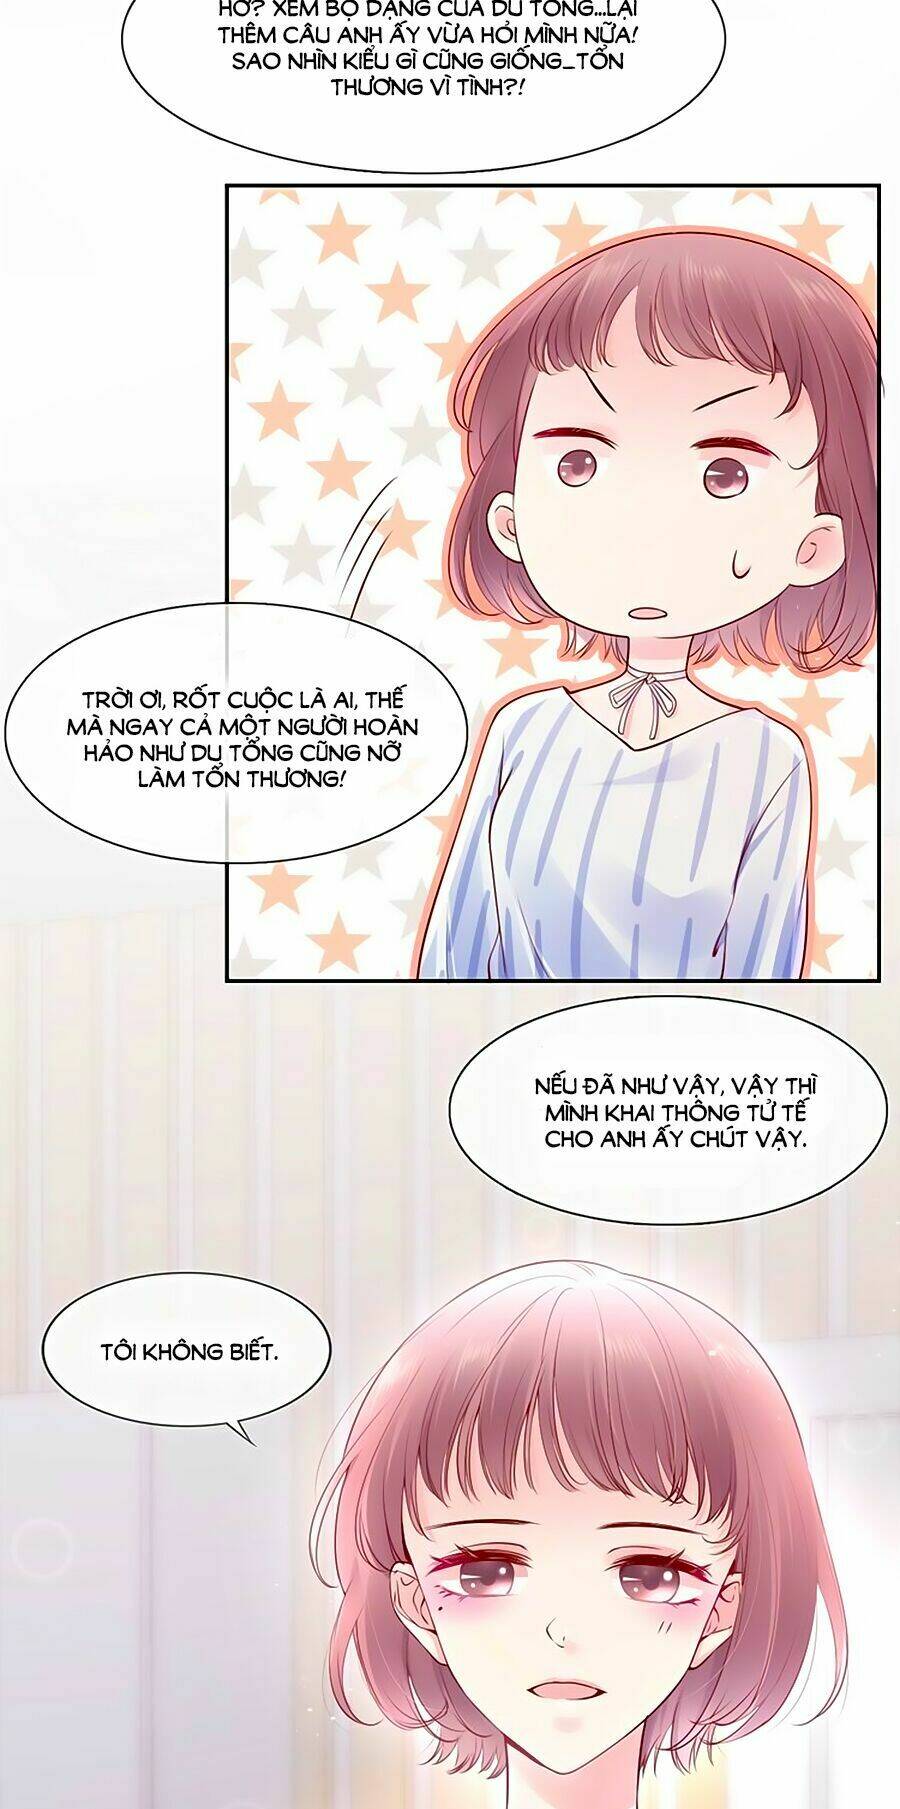 HỞ? XEM BỘ DẠNG CỦA DU TỔNG...LẠI
THÊM CÂU ANH ẤY VỪA HỎI MÌNH NỮA!
SAO NHÌN KIỂU GÌ CŨNG GIỐNG_TỔN
THƯƠNG VÌ TÌNH?!
TRỜI ƠI, RỐT CUỘC LÀ AI, THẾ
MÀ NGAY CẢ MỘT NGƯỜI HOÀN
HẢO NHƯ DU TỔNG CŨNG NỠ
LÀM TỔN THƯƠNG!
NẾU ĐÃ NHƯ VẬY, VẬY THÌ
MÌNH KHAI THÔNG TỬ TẾ
CHO ANH ẤY CHÚT VẬY.
TÔI KHÔNG BIẾT.